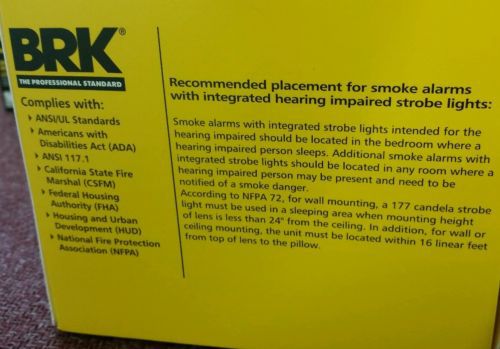 BRK®
THE PROFESSIONAL STANDARD
Complies with:
ANSI/UL Standards
Americans with
Disabilities Act (ADA)
ANSI 117.1
California State Fire
Marshal (CSFM)
Federal Housing
Authority (FHA)
Housing and Urban
Development (HUD)
National Fire Protection
Association (NFPA)
Recommended placement for smoke alarms
with integrated hearing impaired strobe lights:
Smoke alarms with integrated strobe lights intended for the
hearing impaired should be located in the bedroom where a
hearing impaired person sleeps. Additional smoke alarms with
integrated strobe lights should be located in any room where a
hearing impaired person may be present and need to be
notified of a smoke danger.
According to NFPA 72, for wall mounting, a 177 candela strobe
light must be used in a sleeping area when mounting height
of lens is less than 24" from the ceiling. In addition, for wall or
ceiling mounting, the unit must be located within 16 linear feet
from top of lens to the pillow.